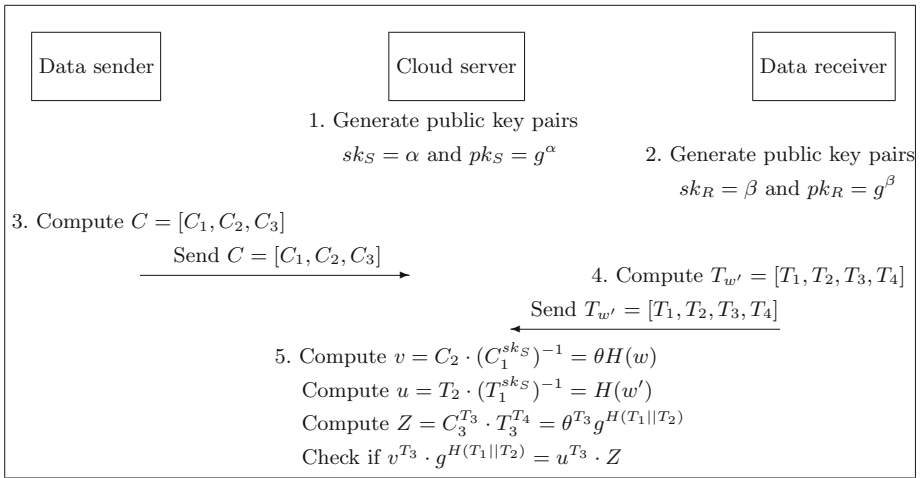 Data sender
Cloud server
Data receiver
1. Generate public key pairs
sk_S = α and pk_S = g^α
2. Generate public key pairs
sk_R = β and pk_R = g^β
3. Compute C = [C_1, C_2, C_3]
Send C = [C_1, C_2, C_3]
4. Compute T_{w'} = [T_1, T_2, T_3, T_4]
Send T_{w'} = [T_1, T_2, T_3, T_4]
5. Compute v = C_2 · (C_1^{sk_S})^{-1} = θH(w)
Compute u = T_2 · (T_1^{sk_S})^{-1} = H(w')
Compute Z = C_3^{T_3} · T_3^{T_4} = θ^{T_3} g^{H(T_1||T_2)}
Check if v^{T_3} · g^{H(T_1||T_2)} = u^{T_3} · Z